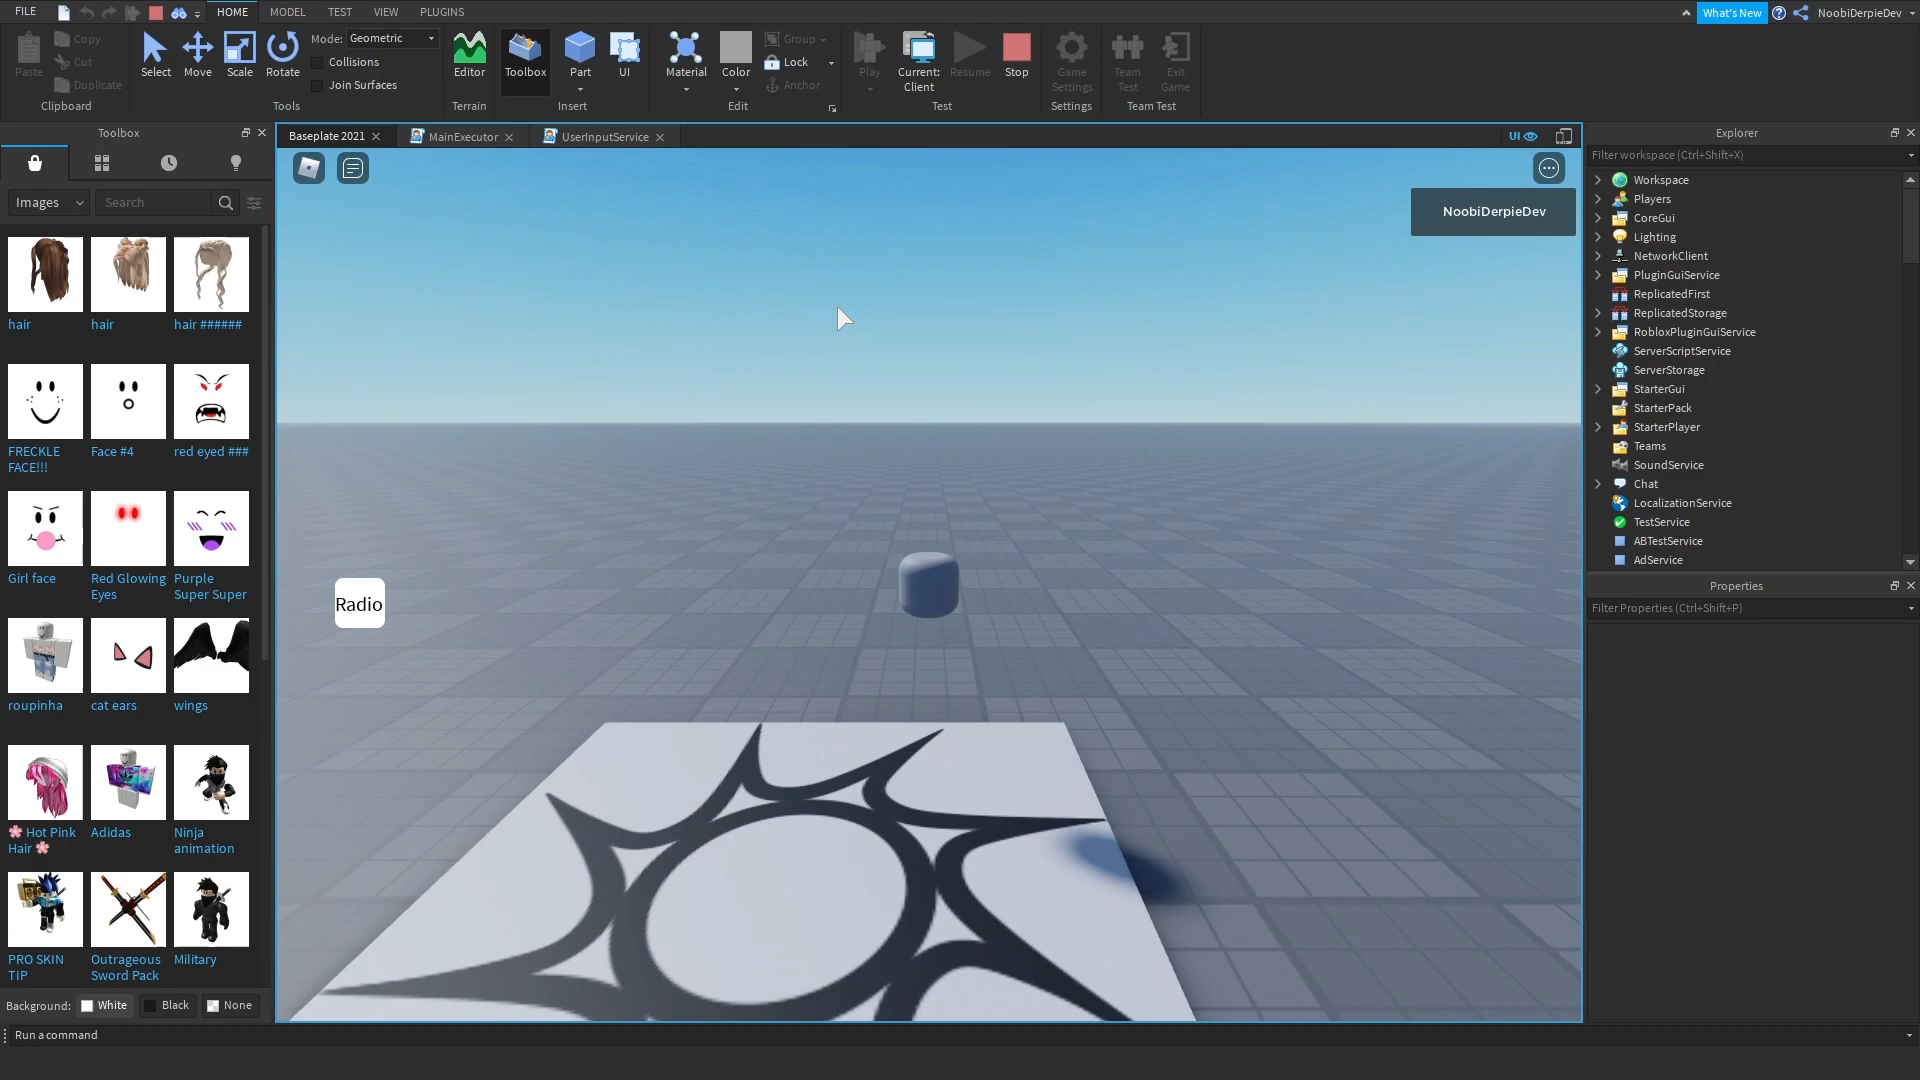 FILE HOME MODEL TEST VIEW PLUGINS What's New NoobiDerpieDev
Paste Copy Cut Duplicate
Clipboard
Select Move Scale Rotate
Mode: Geometric
Collisions
Join Surfaces
Tools
Editor
Terrain
Toolbox Part UI
Insert
Material Color Group Lock Anchor
Edit
Play Current: Client Resume Stop
Test
Game Settings
Settings
Team Test Exit Game
Team Test
Toolbox
Images Search
hair hair hair ######
FRECKLE FACE!!! Face #4 red eyed ###
Girl face Red Glowing Eyes Purple Super Super
roupinha cat ears wings
🌸 Hot Pink Hair 🌸 Adidas Ninja animation
PRO SKIN TIP Outrageous Sword Pack Military
Background: White Black None
Baseplate 2021 MainExecutor UserInputService UI
NoobiDerpieDev
Radio
Explorer
Filter workspace (Ctrl+Shift+X)
Workspace
Players
CoreGui
Lighting
NetworkClient
PluginGuiService
ReplicatedFirst
ReplicatedStorage
RobloxPluginGuiService
ServerScriptService
ServerStorage
StarterGui
StarterPack
StarterPlayer
Teams
SoundService
Chat
LocalizationService
TestService
ABTestService
AdService
Properties
Filter Properties (Ctrl+Shift+P)
Run a command